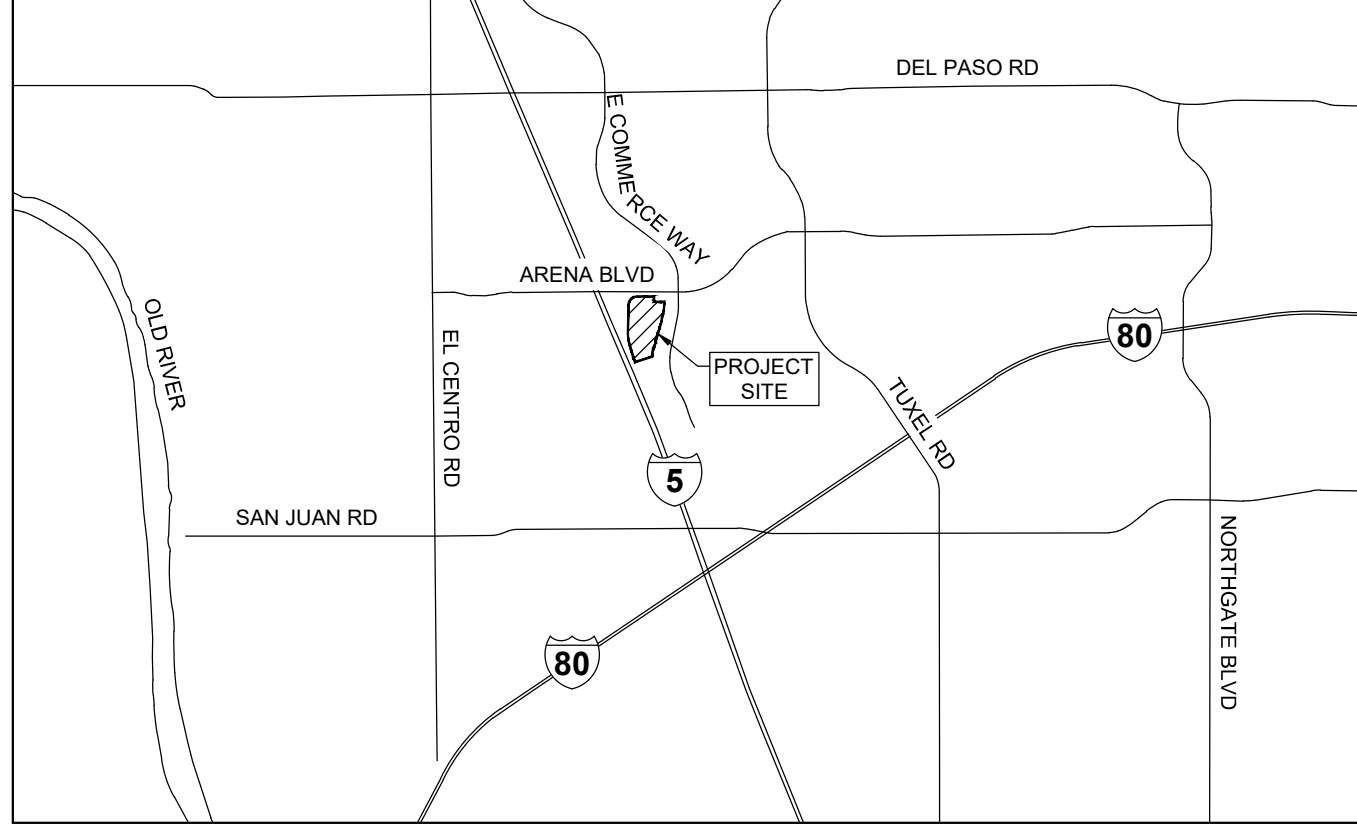 DEL PASO RD
E COMMERCE WAY
ARENA BLVD
OLD RIVER
EL CENTRO RD
80
PROJECT
SITE
TUXEL RD
5
SAN JUAN RD
NORTHGATE BLVD
80